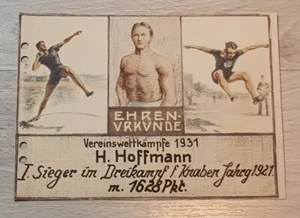 EHREN-
URKUNDE
Vereinswettkämpfe 1931
H. Hoffmann
I. Sieger im Dreikampf f. Knaben Jahrg 1921
m. 1628 Pkt.